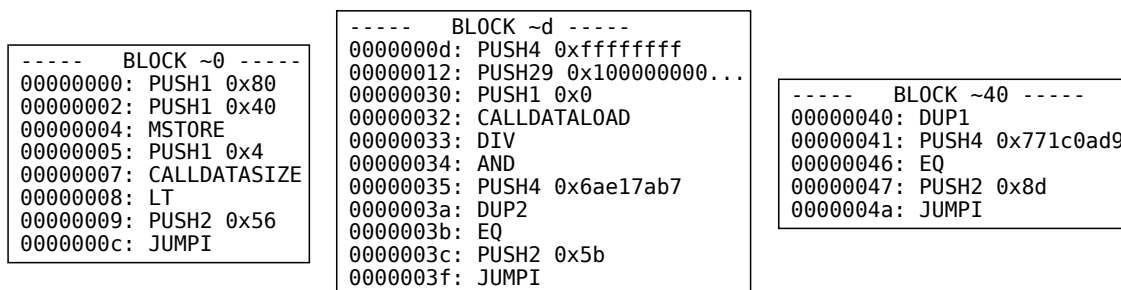 -----   BLOCK ~0 -----
00000000: PUSH1 0x80
00000002: PUSH1 0x40
00000004: MSTORE
00000005: PUSH1 0x4
00000007: CALLDATASIZE
00000008: LT
00000009: PUSH2 0x56
0000000c: JUMPI
-----   BLOCK ~d -----
0000000d: PUSH4 0xffffffff
00000012: PUSH29 0x100000000...
00000030: PUSH1 0x0
00000032: CALLDATALOAD
00000033: DIV
00000034: AND
00000035: PUSH4 0x6ae17ab7
0000003a: DUP2
0000003b: EQ
0000003c: PUSH2 0x5b
0000003f: JUMPI
-----   BLOCK ~40 -----
00000040: DUP1
00000041: PUSH4 0x771c0ad9
00000046: EQ
00000047: PUSH2 0x8d
0000004a: JUMPI